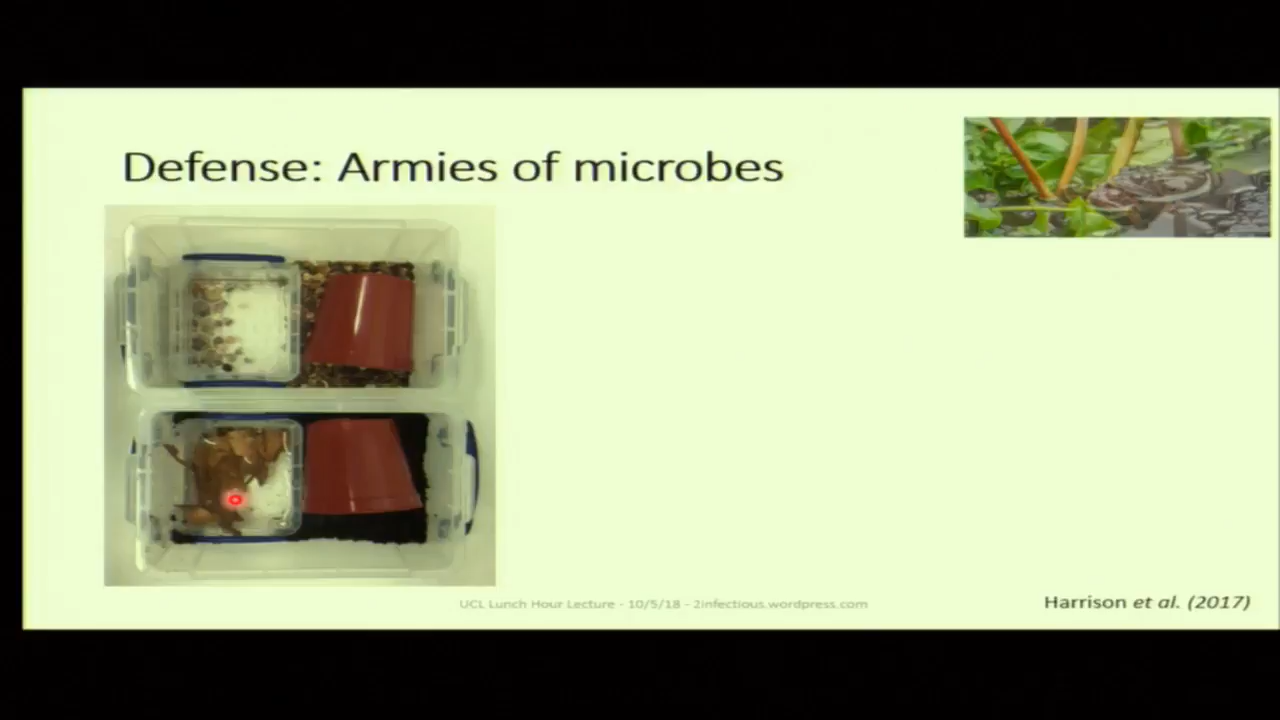 Defense: Armies of microbes
UCL Lunch Hour Lecture - 10/5/18 - 2infectious.wordpress.com
Harrison et al. (2017)